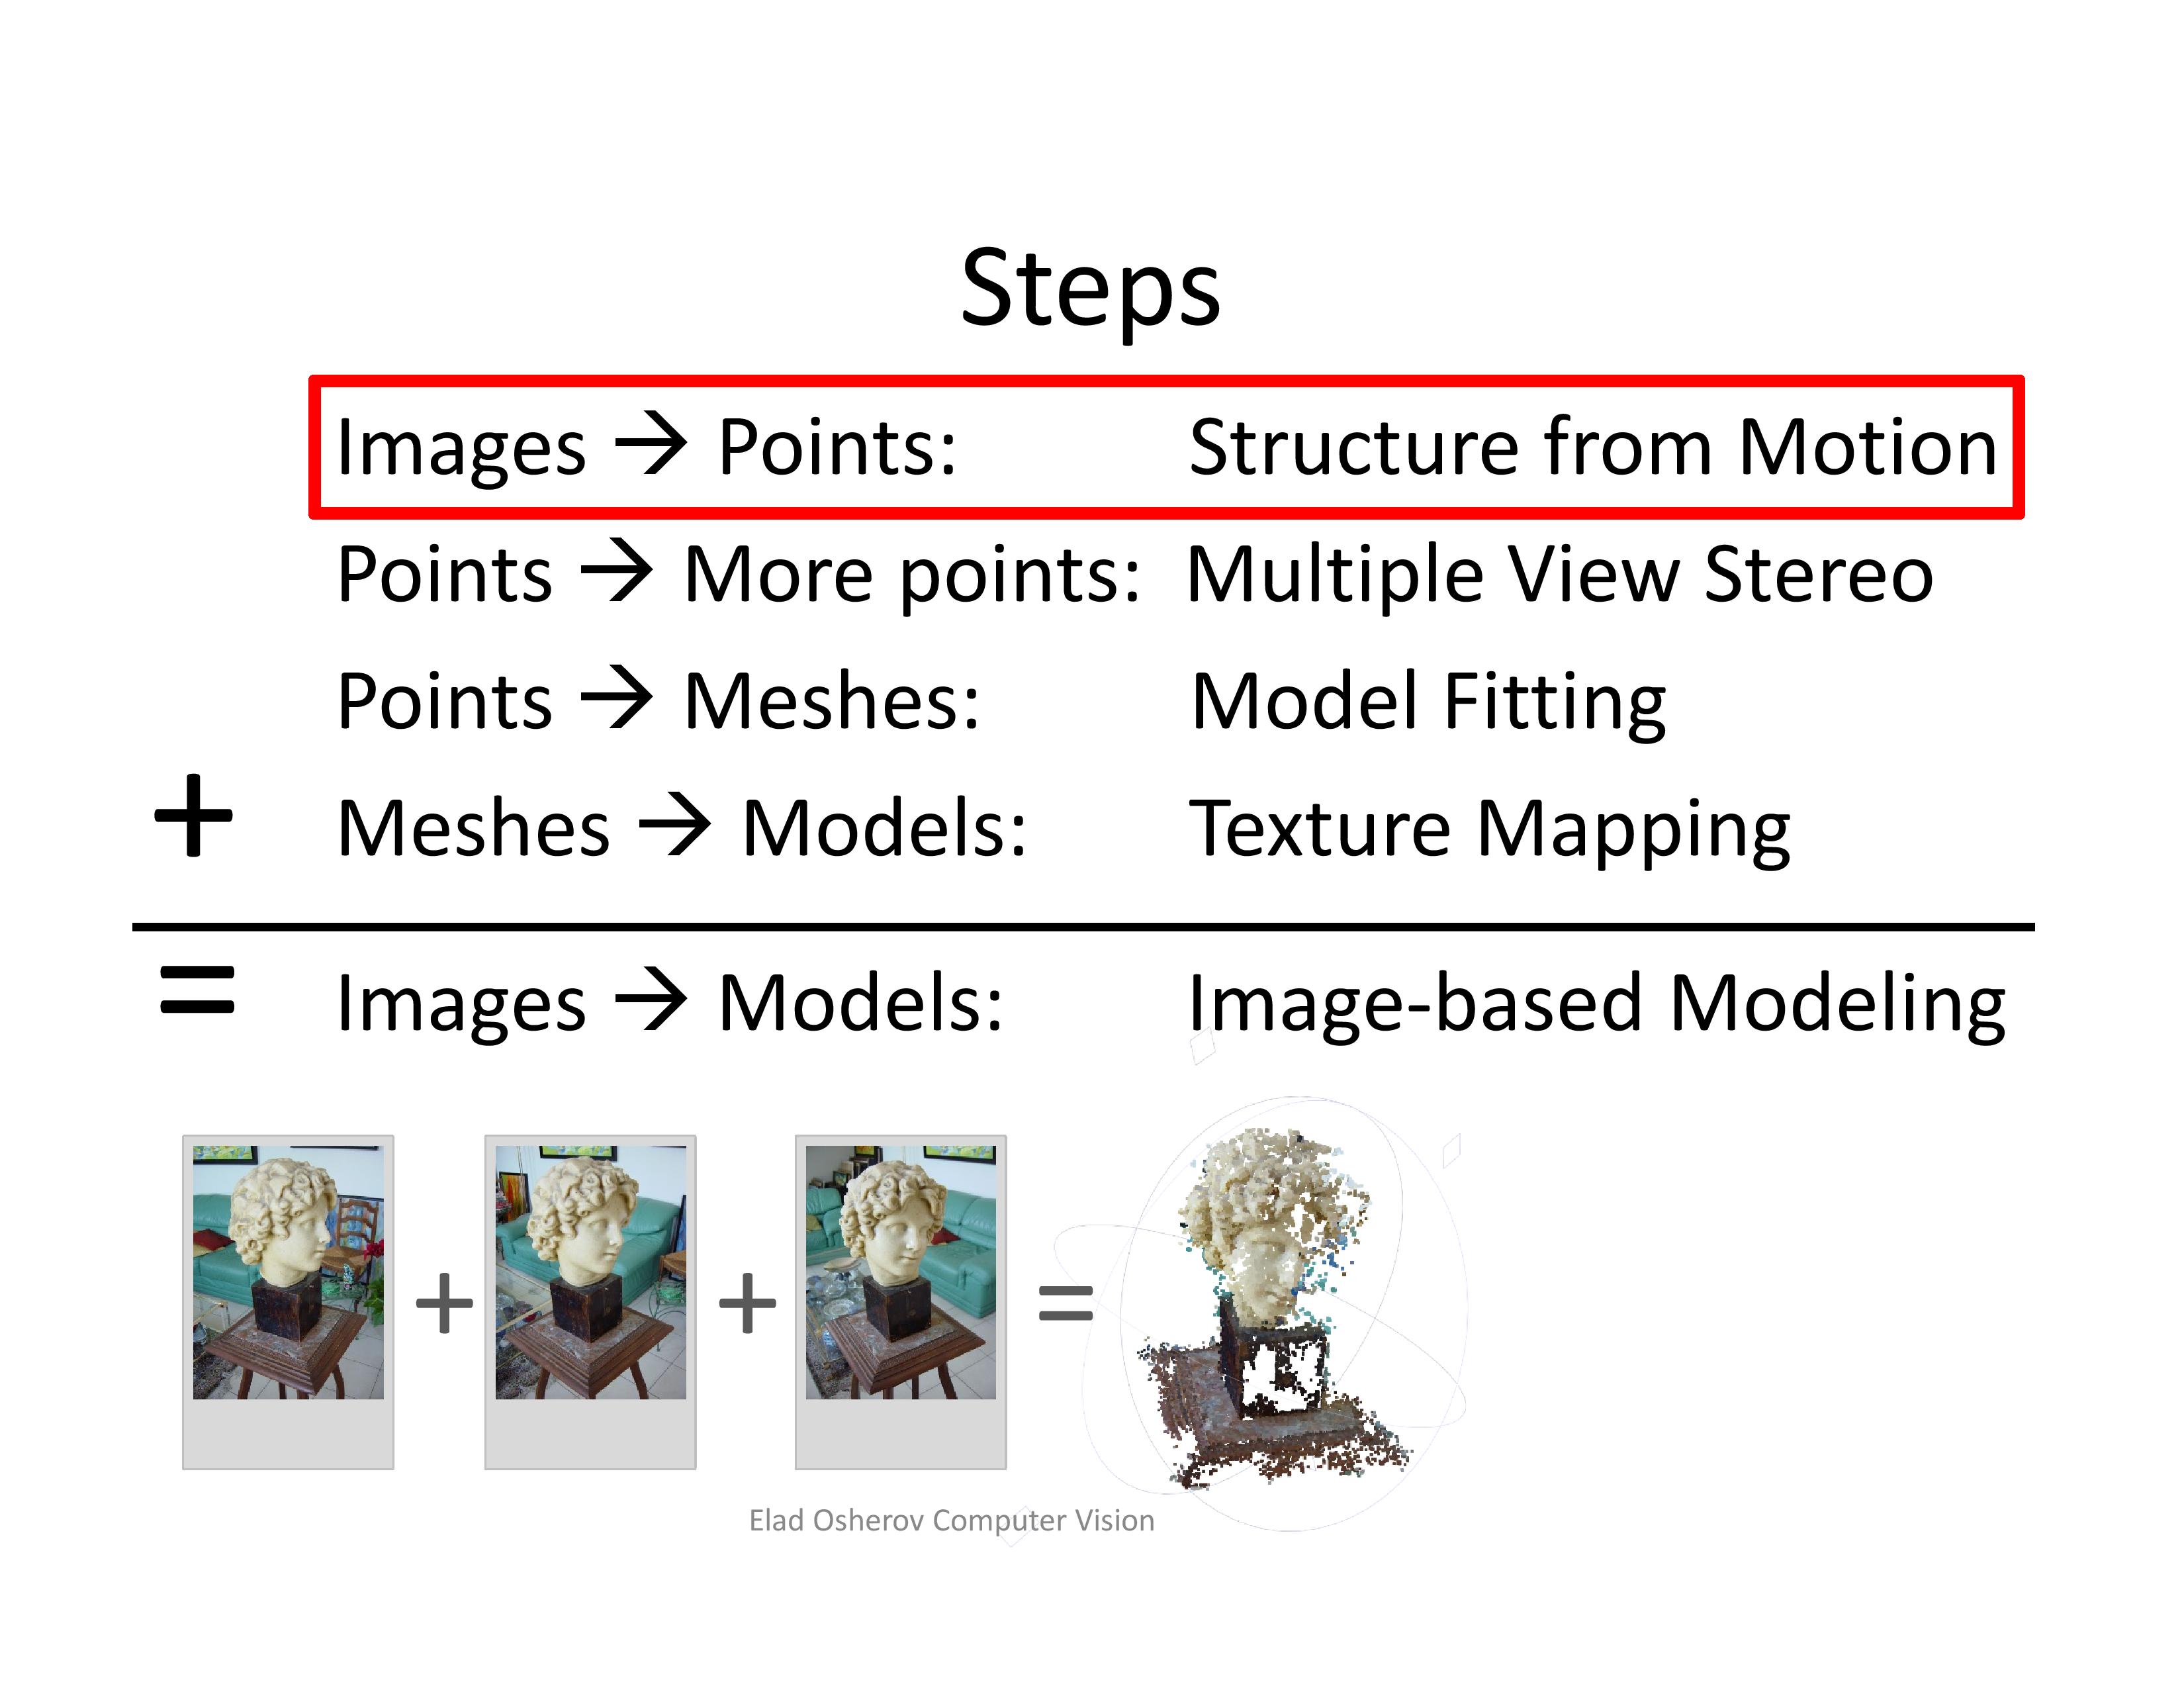 Steps
Images → Points: Structure from Motion
Points → More points: Multiple View Stereo
Points → Meshes: Model Fitting
+ Meshes → Models: Texture Mapping
= Images → Models: Image-based Modeling
+ + =
Elad Osherov Computer Vision